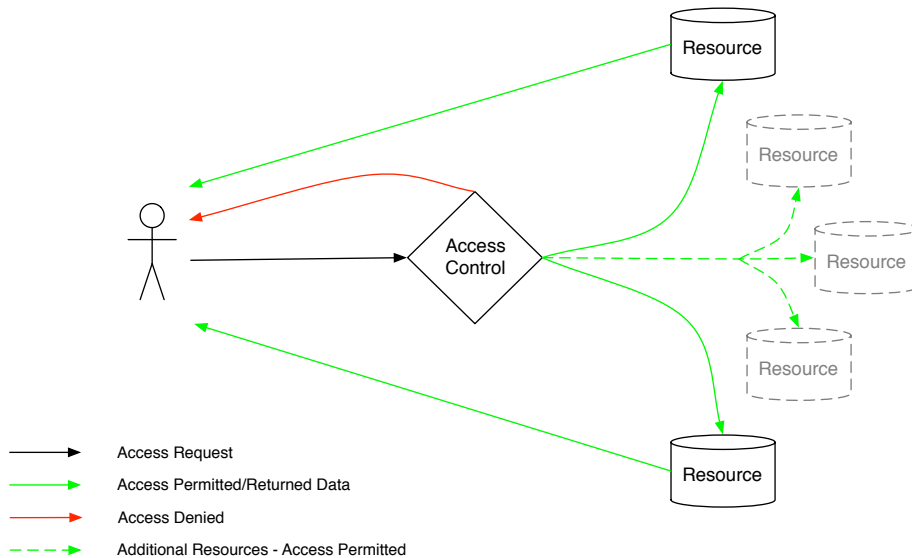 Resource
Resource
Access
Control
Resource
Resource
Resource
Access Request
Access Permitted/Returned Data
Access Denied
Additional Resources - Access Permitted